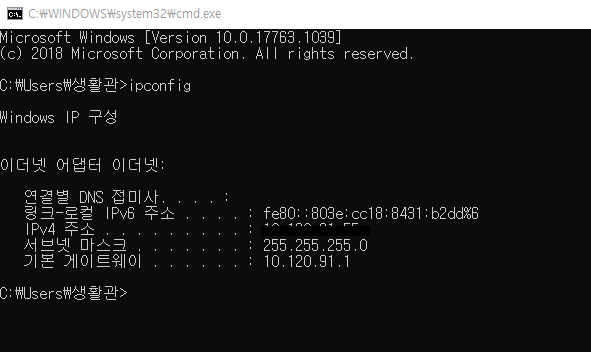 C:₩WINDOWS₩system32₩cmd.exe
Microsoft Windows [Version 10.0.17763.1039]
(c) 2018 Microsoft Corporation. All rights reserved.
C:₩Users₩생활관>ipconfig
Windows IP 구성
이더넷 어댑터 이더넷:
연결별 DNS 접미사. . . . :
링크-로컬 IPv6 주소 . . . . : fe80::803e:cc18:8431:b2dd%6
IPv4 주소 . . . . . . . . . :
서브넷 마스크 . . . . . . . : 255.255.255.0
기본 게이트웨이 . . . . . . : 10.120.91.1
C:₩Users₩생활관>